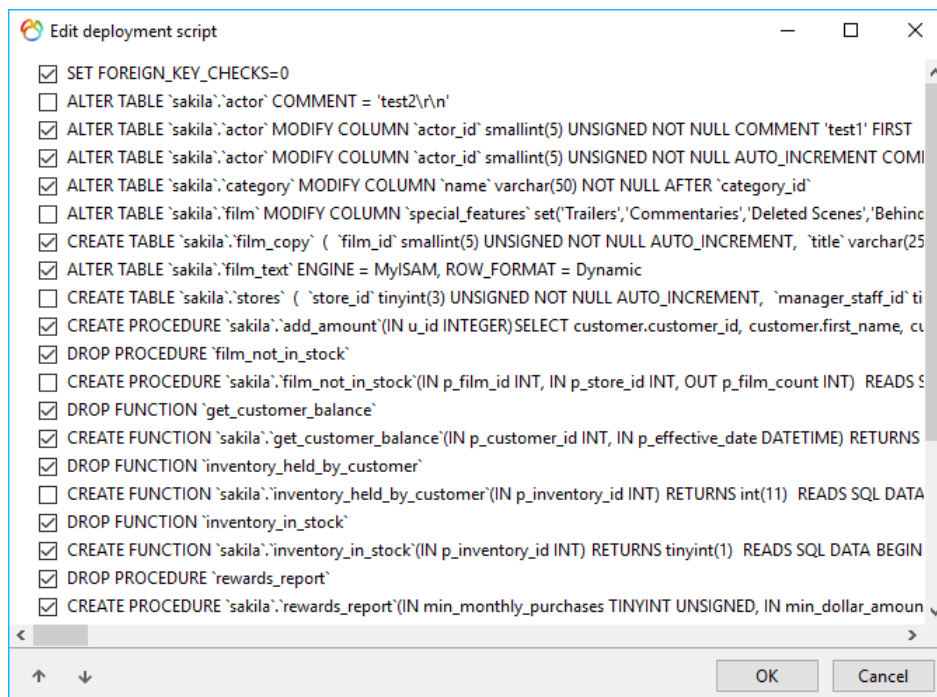 Edit deployment script
SET FOREIGN_KEY_CHECKS=0
ALTER TABLE `sakila`.`actor` COMMENT = 'test2\r\n'
ALTER TABLE `sakila`.`actor` MODIFY COLUMN `actor_id` smallint(5) UNSIGNED NOT NULL COMMENT 'test1' FIRST
ALTER TABLE `sakila`.`actor` MODIFY COLUMN `actor_id` smallint(5) UNSIGNED NOT NULL AUTO_INCREMENT COM
ALTER TABLE `sakila`.`category` MODIFY COLUMN `name` varchar(50) NOT NULL AFTER `category_id`
ALTER TABLE `sakila`.`film` MODIFY COLUMN `special_features` set('Trailers','Commentaries','Deleted Scenes','Behind
CREATE TABLE `sakila`.`film_copy`  (  `film_id` smallint(5) UNSIGNED NOT NULL AUTO_INCREMENT,  `title` varchar(25
ALTER TABLE `sakila`.`film_text` ENGINE = MyISAM, ROW_FORMAT = Dynamic
CREATE TABLE `sakila`.`stores`  (  `store_id` tinyint(3) UNSIGNED NOT NULL AUTO_INCREMENT,  `manager_staff_id` ti
CREATE PROCEDURE `sakila`.`add_amount`(IN u_id INTEGER)SELECT customer.customer_id, customer.first_name, cu
DROP PROCEDURE `film_not_in_stock`
CREATE PROCEDURE `sakila`.`film_not_in_stock`(IN p_film_id INT, IN p_store_id INT, OUT p_film_count INT)  READS S
DROP FUNCTION `get_customer_balance`
CREATE FUNCTION `sakila`.`get_customer_balance`(IN p_customer_id INT, IN p_effective_date DATETIME) RETURNS
DROP FUNCTION `inventory_held_by_customer`
CREATE FUNCTION `sakila`.`inventory_held_by_customer`(IN p_inventory_id INT) RETURNS int(11)  READS SQL DATA
DROP FUNCTION `inventory_in_stock`
CREATE FUNCTION `sakila`.`inventory_in_stock`(IN p_inventory_id INT) RETURNS tinyint(1)  READS SQL DATA BEGIN
DROP PROCEDURE `rewards_report`
CREATE PROCEDURE `sakila`.`rewards_report`(IN min_monthly_purchases TINYINT UNSIGNED, IN min_dollar_amoun
OK Cancel